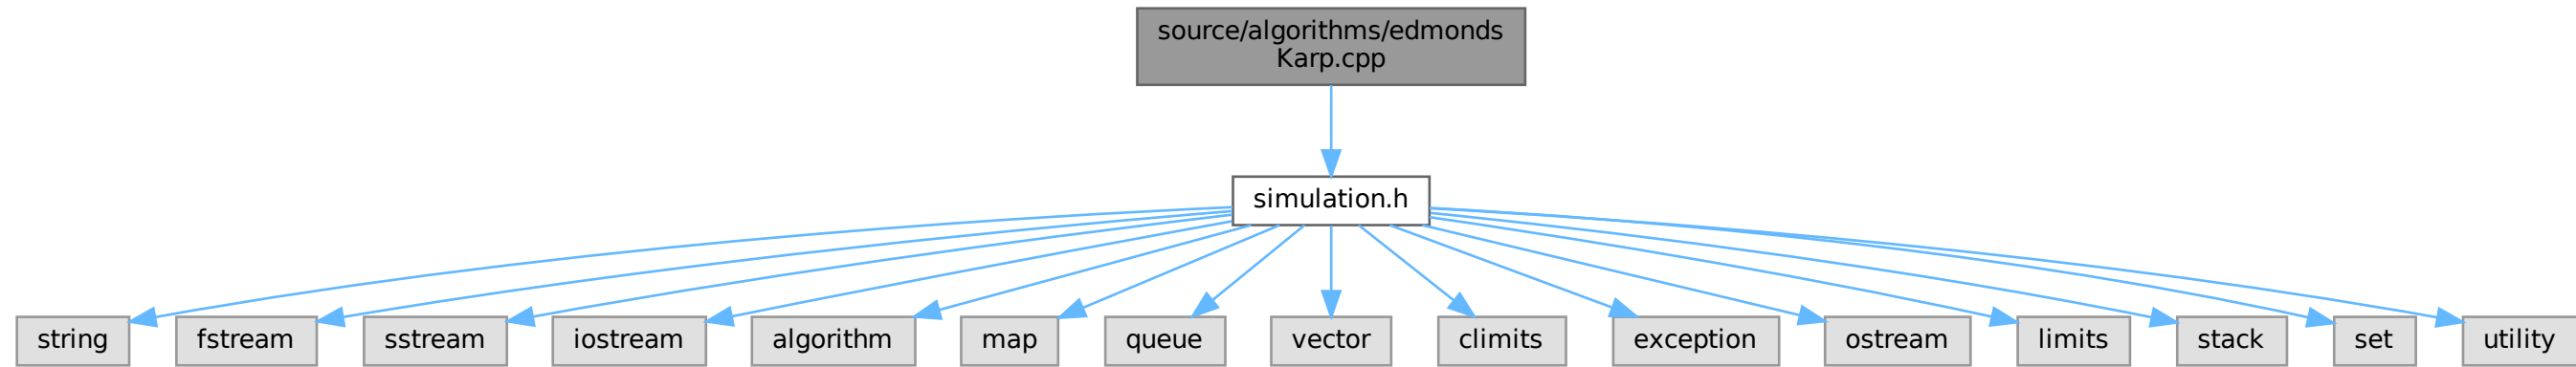 source/algorithms/edmonds
Karp.cpp
simulation.h
string
fstream
sstream
iostream
algorithm
map
queue
vector
climits
exception
ostream
limits
stack
set
utility